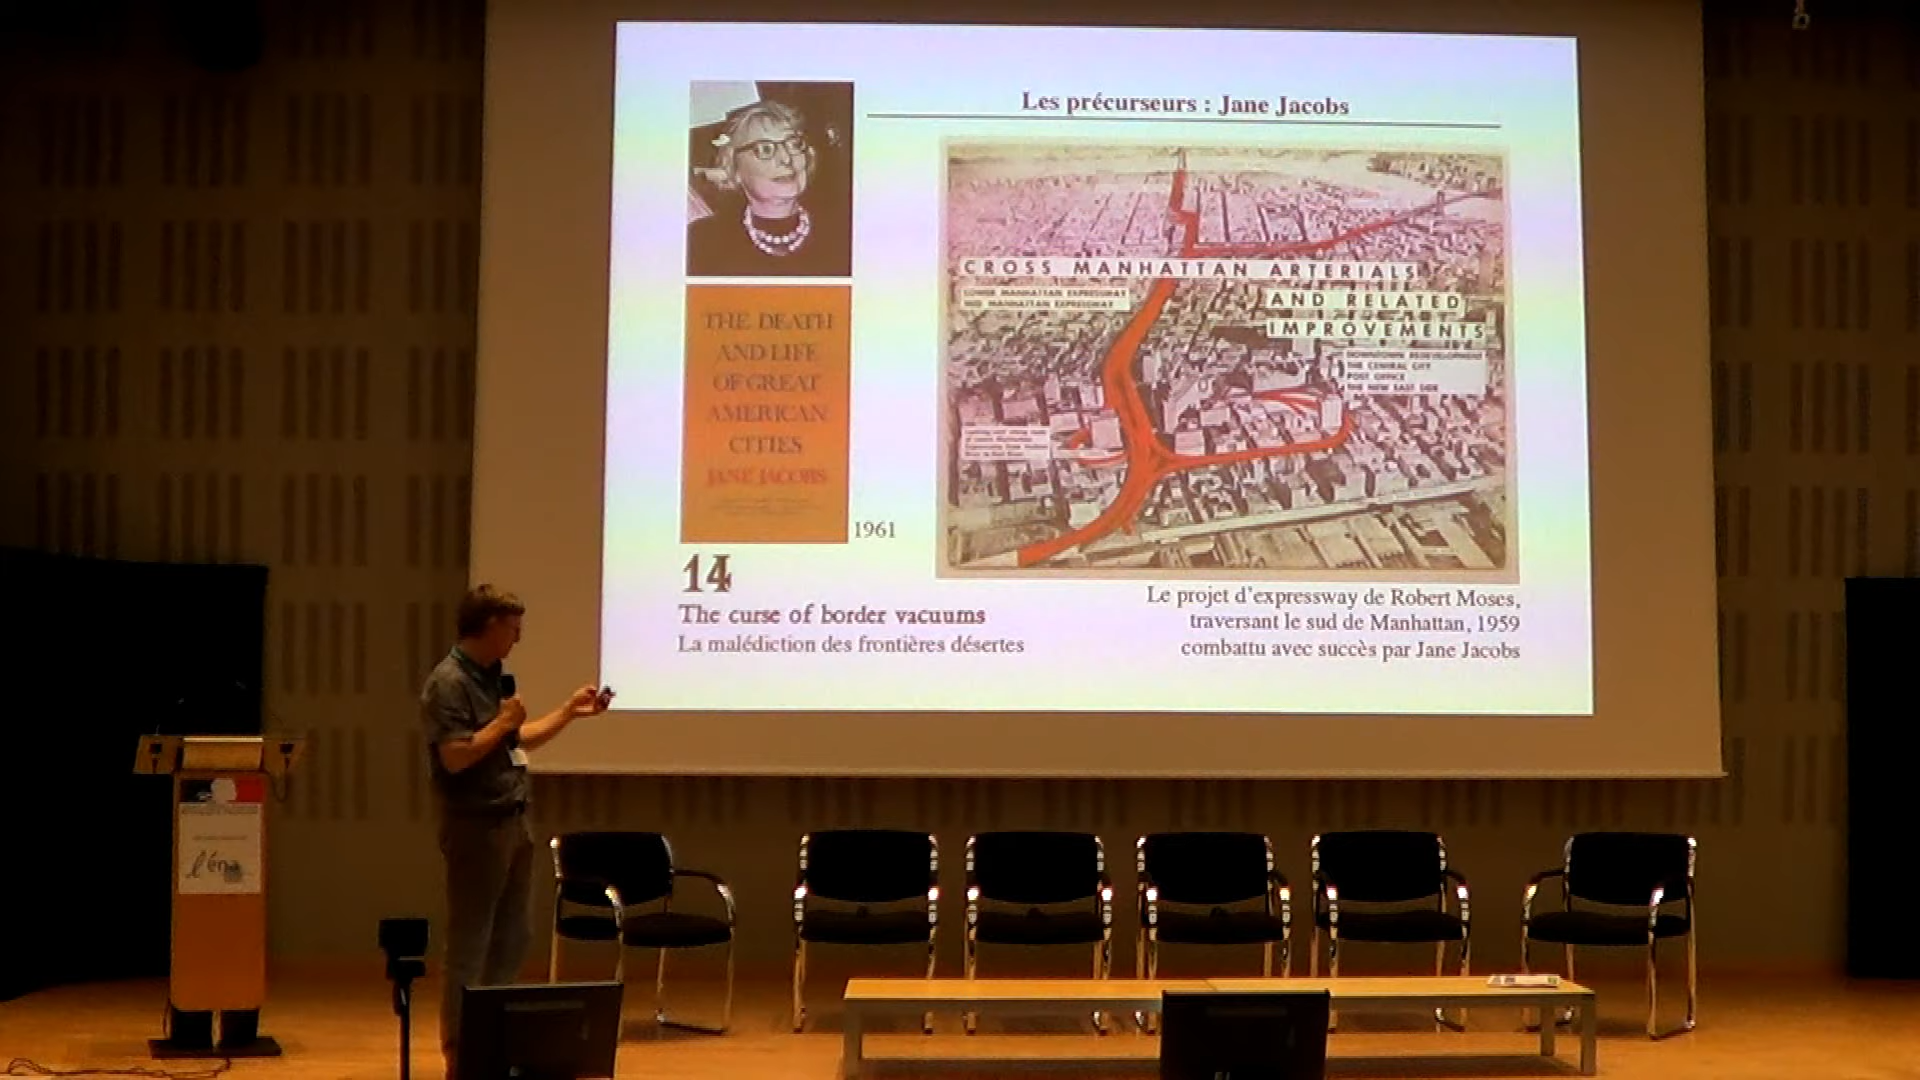 Les précurseurs : Jane Jacobs
CROSS MANHATTAN ARTERIALS
LOWER MANHATTAN EXPRESSWAY
MID MANHATTAN EXPRESSWAY
AND RELATED
IMPROVEMENTS
DOWNTOWN REDEVELOPMENT
THE CENTRAL CITY
POST OFFICE
THE NEW EAST SIDE
THE DEATH
AND LIFE
OF GREAT
AMERICAN
CITIES
JANE JACOBS
1961
14
The curse of border vacuums
La malédiction des frontières désertes
Le projet d'expressway de Robert Moses,
traversant le sud de Manhattan, 1959
combattu avec succès par Jane Jacobs
l'éna